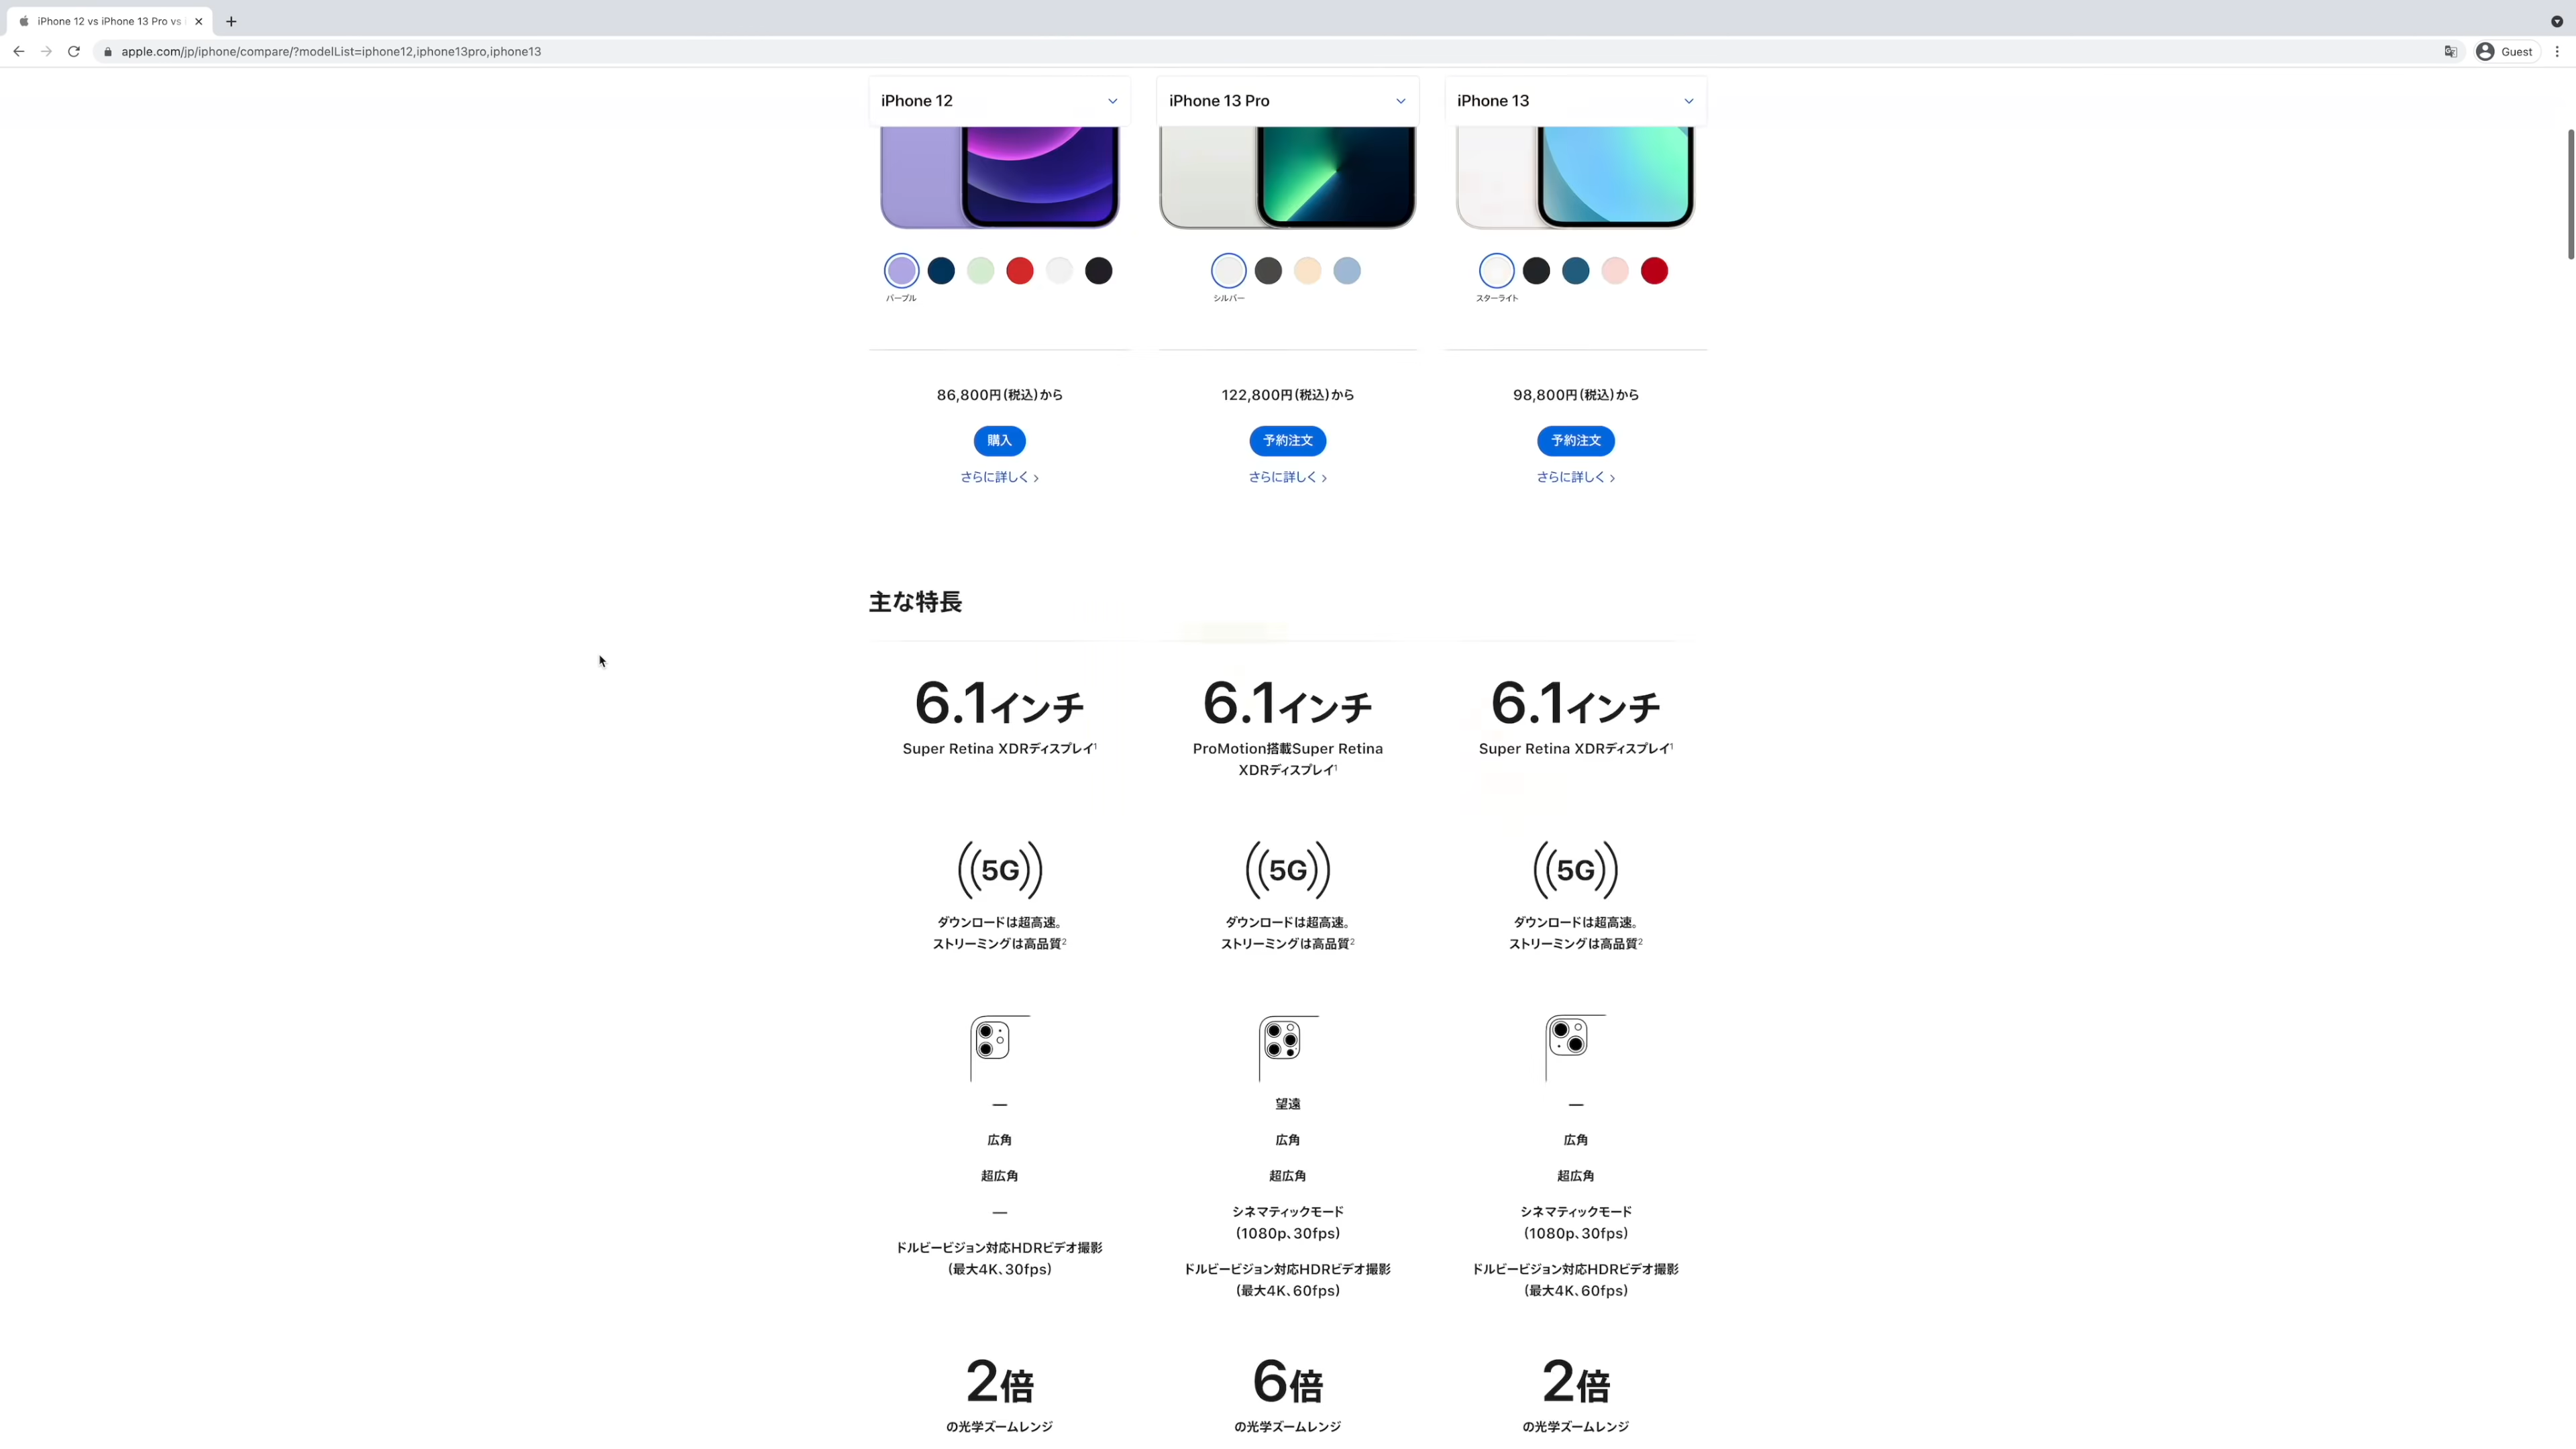 iPhone 12 vs iPhone 13 Pro vs
apple.com/jp/iphone/compare/?modelList=iphone12,iphone13pro,iphone13
Guest
iPhone 12
iPhone 13 Pro
iPhone 13
パープル
シルバー
スターライト
86,800円(税込)から
122,800円(税込)から
98,800円(税込)から
購入
予約注文
予約注文
さらに詳しく >
さらに詳しく >
さらに詳しく >
主な特長
6.1インチ
6.1インチ
6.1インチ
Super Retina XDRディスプレイ¹
ProMotion搭載Super Retina
XDRディスプレイ¹
Super Retina XDRディスプレイ¹
5G
5G
5G
ダウンロードは超高速。
ストリーミングは高品質²
ダウンロードは超高速。
ストリーミングは高品質²
ダウンロードは超高速。
ストリーミングは高品質²
—
望遠
—
広角
広角
広角
超広角
超広角
超広角
—
シネマティックモード
(1080p、30fps)
シネマティックモード
(1080p、30fps)
ドルビービジョン対応HDRビデオ撮影
(最大4K、30fps)
ドルビービジョン対応HDRビデオ撮影
(最大4K、60fps)
ドルビービジョン対応HDRビデオ撮影
(最大4K、60fps)
2倍
6倍
2倍
の光学ズームレンジ
の光学ズームレンジ
の光学ズームレンジ